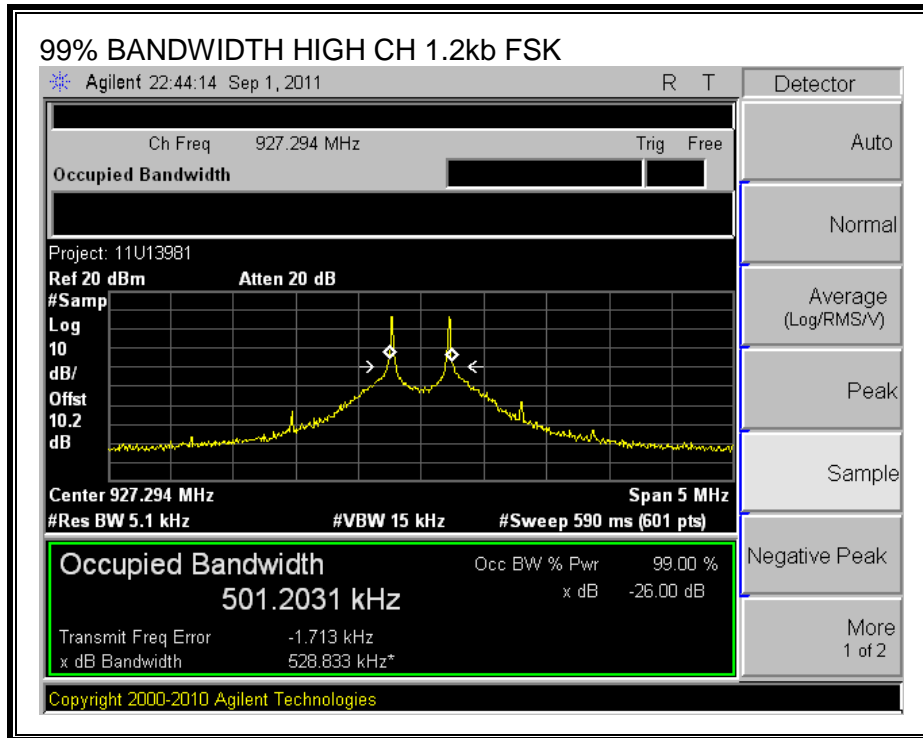 99% BANDWIDTH HIGH CH 1.2kb FSK
Agilent 22:44:14 Sep 1, 2011 R T
Detector
Ch Freq 927.294 MHz Trig Free
Occupied Bandwidth
Project: 11U13981
Ref 20 dBm Atten 20 dB
#Samp
Log
10
dB/
Offst
10.2
dB
Center 927.294 MHz Span 5 MHz
#Res BW 5.1 kHz #VBW 15 kHz #Sweep 590 ms (601 pts)
Occupied Bandwidth
501.2031 kHz
Occ BW % Pwr 99.00 %
x dB -26.00 dB
Transmit Freq Error -1.713 kHz
x dB Bandwidth 528.833 kHz*
Copyright 2000-2010 Agilent Technologies
Auto
Normal
Average
(Log/RMS/V)
Peak
Sample
Negative Peak
More
1 of 2